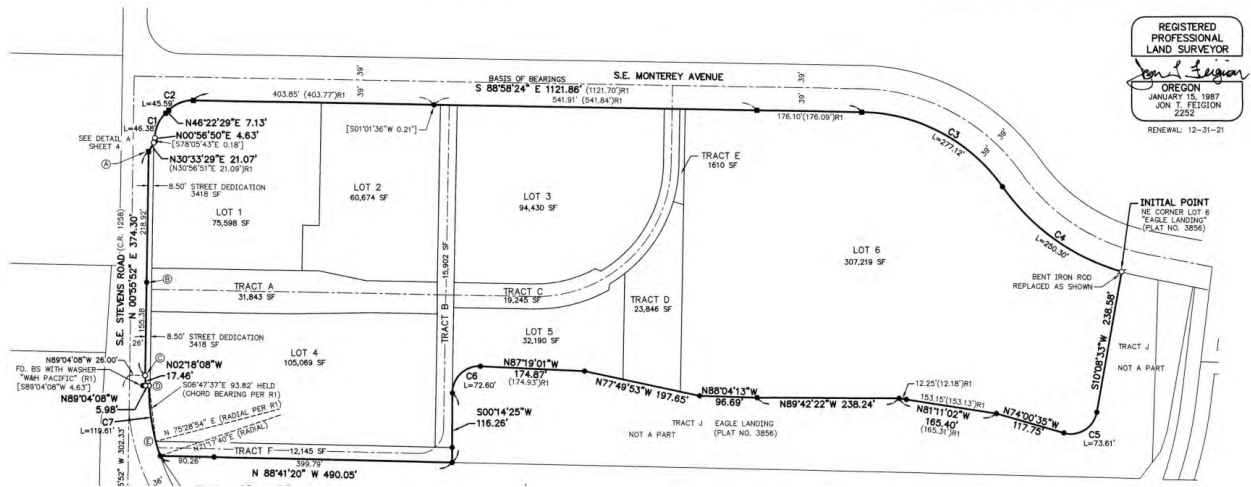 REGISTERED
PROFESSIONAL
LAND SURVEYOR
OREGON
JANUARY 15, 1987
JON T. FEIGION
2252
RENEWAL: 12-31-21
S.E. MONTEREY AVENUE
BASIS OF BEARINGS
S 88°58'24" E 1121.86' (1121.70')R1
39'
39'
39'
39'
403.85' (403.77')R1
541.91' (541.84')R1
176.10'(176.09')R1
[S01°01'36"W 0.21']
C2
L=45.59'
C1
L=46.38'
N46°22'29"E 7.13'
N00°56'50"E 4.63'
[S78°05'43"E 0.18']
SEE DETAIL A
SHEET 4
A
N30°33'29"E 21.07'
(N30°56'51"E 21.09')R1
8.50' STREET DEDICATION
3418 SF
LOT 1
75,598 SF
LOT 2
60,674 SF
LOT 3
94,430 SF
TRACT E
1610 SF
C3
L=277.12'
39'
39'
C4
L=250.30'
INITIAL POINT
NE CORNER LOT 6
"EAGLE LANDING"
(PLAT NO. 3856)
BENT IRON ROD
REPLACED AS SHOWN
LOT 6
307,219 SF
S.E. STEVENS ROAD (C.R. 1258)
N 00°55'52" E 374.30'
218.92'
155.38
B
TRACT A
31,843 SF
TRACT B
15,902 SF
TRACT C
19,245 SF
TRACT D
23,846 SF
S10°08'33"W 238.58'
TRACT J
NOT A PART
8.50' STREET DEDICATION
3418 SF
26'
LOT 4
105,069 SF
LOT 5
32,190 SF
N89°04'08"W 26.00'
FD. BS WITH WASHER
"W&H PACIFIC" (R1)
[S89°04'08"W 4.63']
C
N02°18'08"W
17.46'
D
S06°47'37"E 93.82' HELD
(CHORD BEARING PER R1)
N89°04'08"W
5.98'
C7
L=119.61'
N 75°28'54" E (RADIAL PER R1)
N71°17'40"E (RADIAL)
E
C6
L=72.60'
N87°19'01"W
174.87'
(174.93')R1
N77°49'53"W 197.65'
N88°04'13"W
96.69'
N89°42'22"W 238.24'
12.25'(12.18')R1
153.15'(153.13')R1
N81°11'02"W
165.40'
(165.31')R1
N74°00'35"W
117.75'
C5
L=73.61'
S00°14'25"W
116.26'
TRACT J EAGLE LANDING
NOT A PART (PLAT NO. 3856)
TRACT F 12,145 SF
90.26'
399.79'
N 88°41'20" W 490.05'
52" W 302.33'
36'